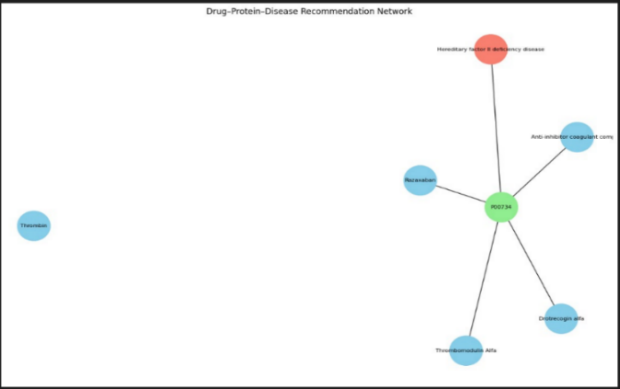 Drug–Protein–Disease Recommendation Network
Hereditary factor II deficiency disease
Anti-inhibitor coagulant comp
P00734
Thrombin
Drotrecogin alfa
Thrombomodulin Alfa